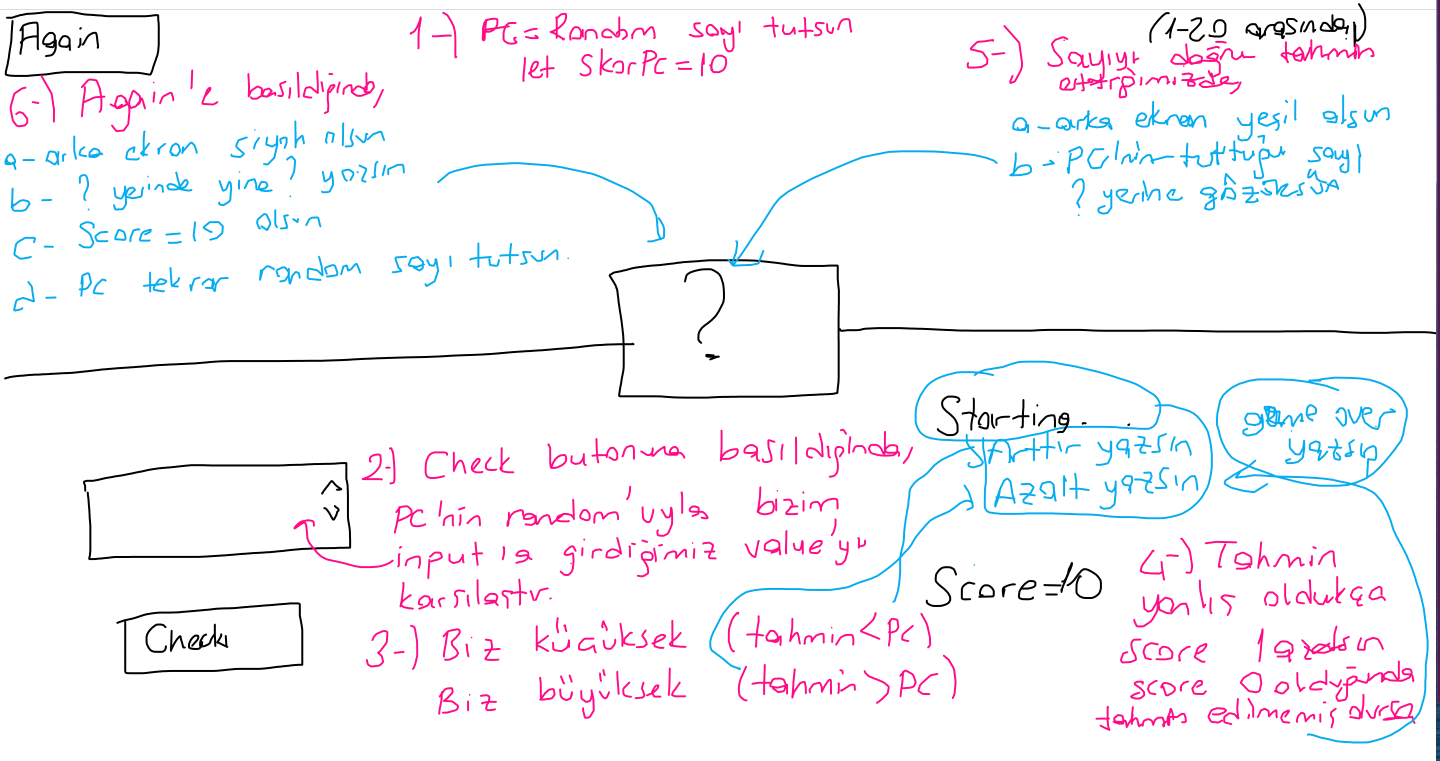 Again
1-) PC = Random sayı tutsun
let skorPc = 10
(1-20 arasında)
5-) Sayıyı doğru tahmin
ettiğimizde,
a - arka ekran yeşil olsun
b - PC'nin tuttuğu sayı
? yerine gözüksün
6-) Again'e basıldığında,
a - arka ekran siyah olsun
b - ? yerinde yine ? yazsın
c - Score = 10 olsun
d - PC tekrar random sayı tutsun.
?
Starting. . .
Arttır yazsın
Azalt yazsın
game over
yazsın
2-) Check butonuna basıldığında,
PC'nin random'uyla bizim
input'la girdiğimiz value'yu
karsılastır.
Check
3-) Biz küçüksek (tahmin < PC)
Biz büyüksek (tahmin > PC)
Score = 10
4-) Tahmin
yanlış oldukça
score 1 azalsın
score 0 olduğunda
tahmin edilmemiş dursa